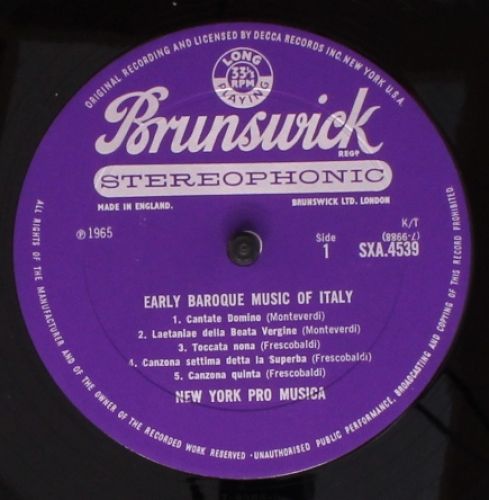 ORIGINAL RECORDING AND LICENSED BY DECCA RECORDS INC. NEW YORK U.S.A.
LONG
33⅓
RPM
PLAYING
Brunswick
REGD
STEREOPHONIC
MADE IN ENGLAND.
BRUNSWICK LTD. LONDON
K/T
℗1965
Side
1
(8866-7)
SXA.4539
EARLY BAROQUE MUSIC OF ITALY
1. Cantate Domino (Monteverdi)
2. Laetaniae della Beata Vergine (Monteverdi)
3. Toccata nona (Frescobaldi)
4. Canzona settima detta la Superba (Frescobaldi)
5. Canzona quinta (Frescobaldi)
NEW YORK PRO MUSICA
ALL RIGHTS OF THE MANUFACTURER AND OF THE OWNER OF THE RECORDED WORK RESERVED · UNAUTHORISED PUBLIC PERFORMANCE, BROADCASTING AND COPYING OF THIS RECORD PROHIBITED.